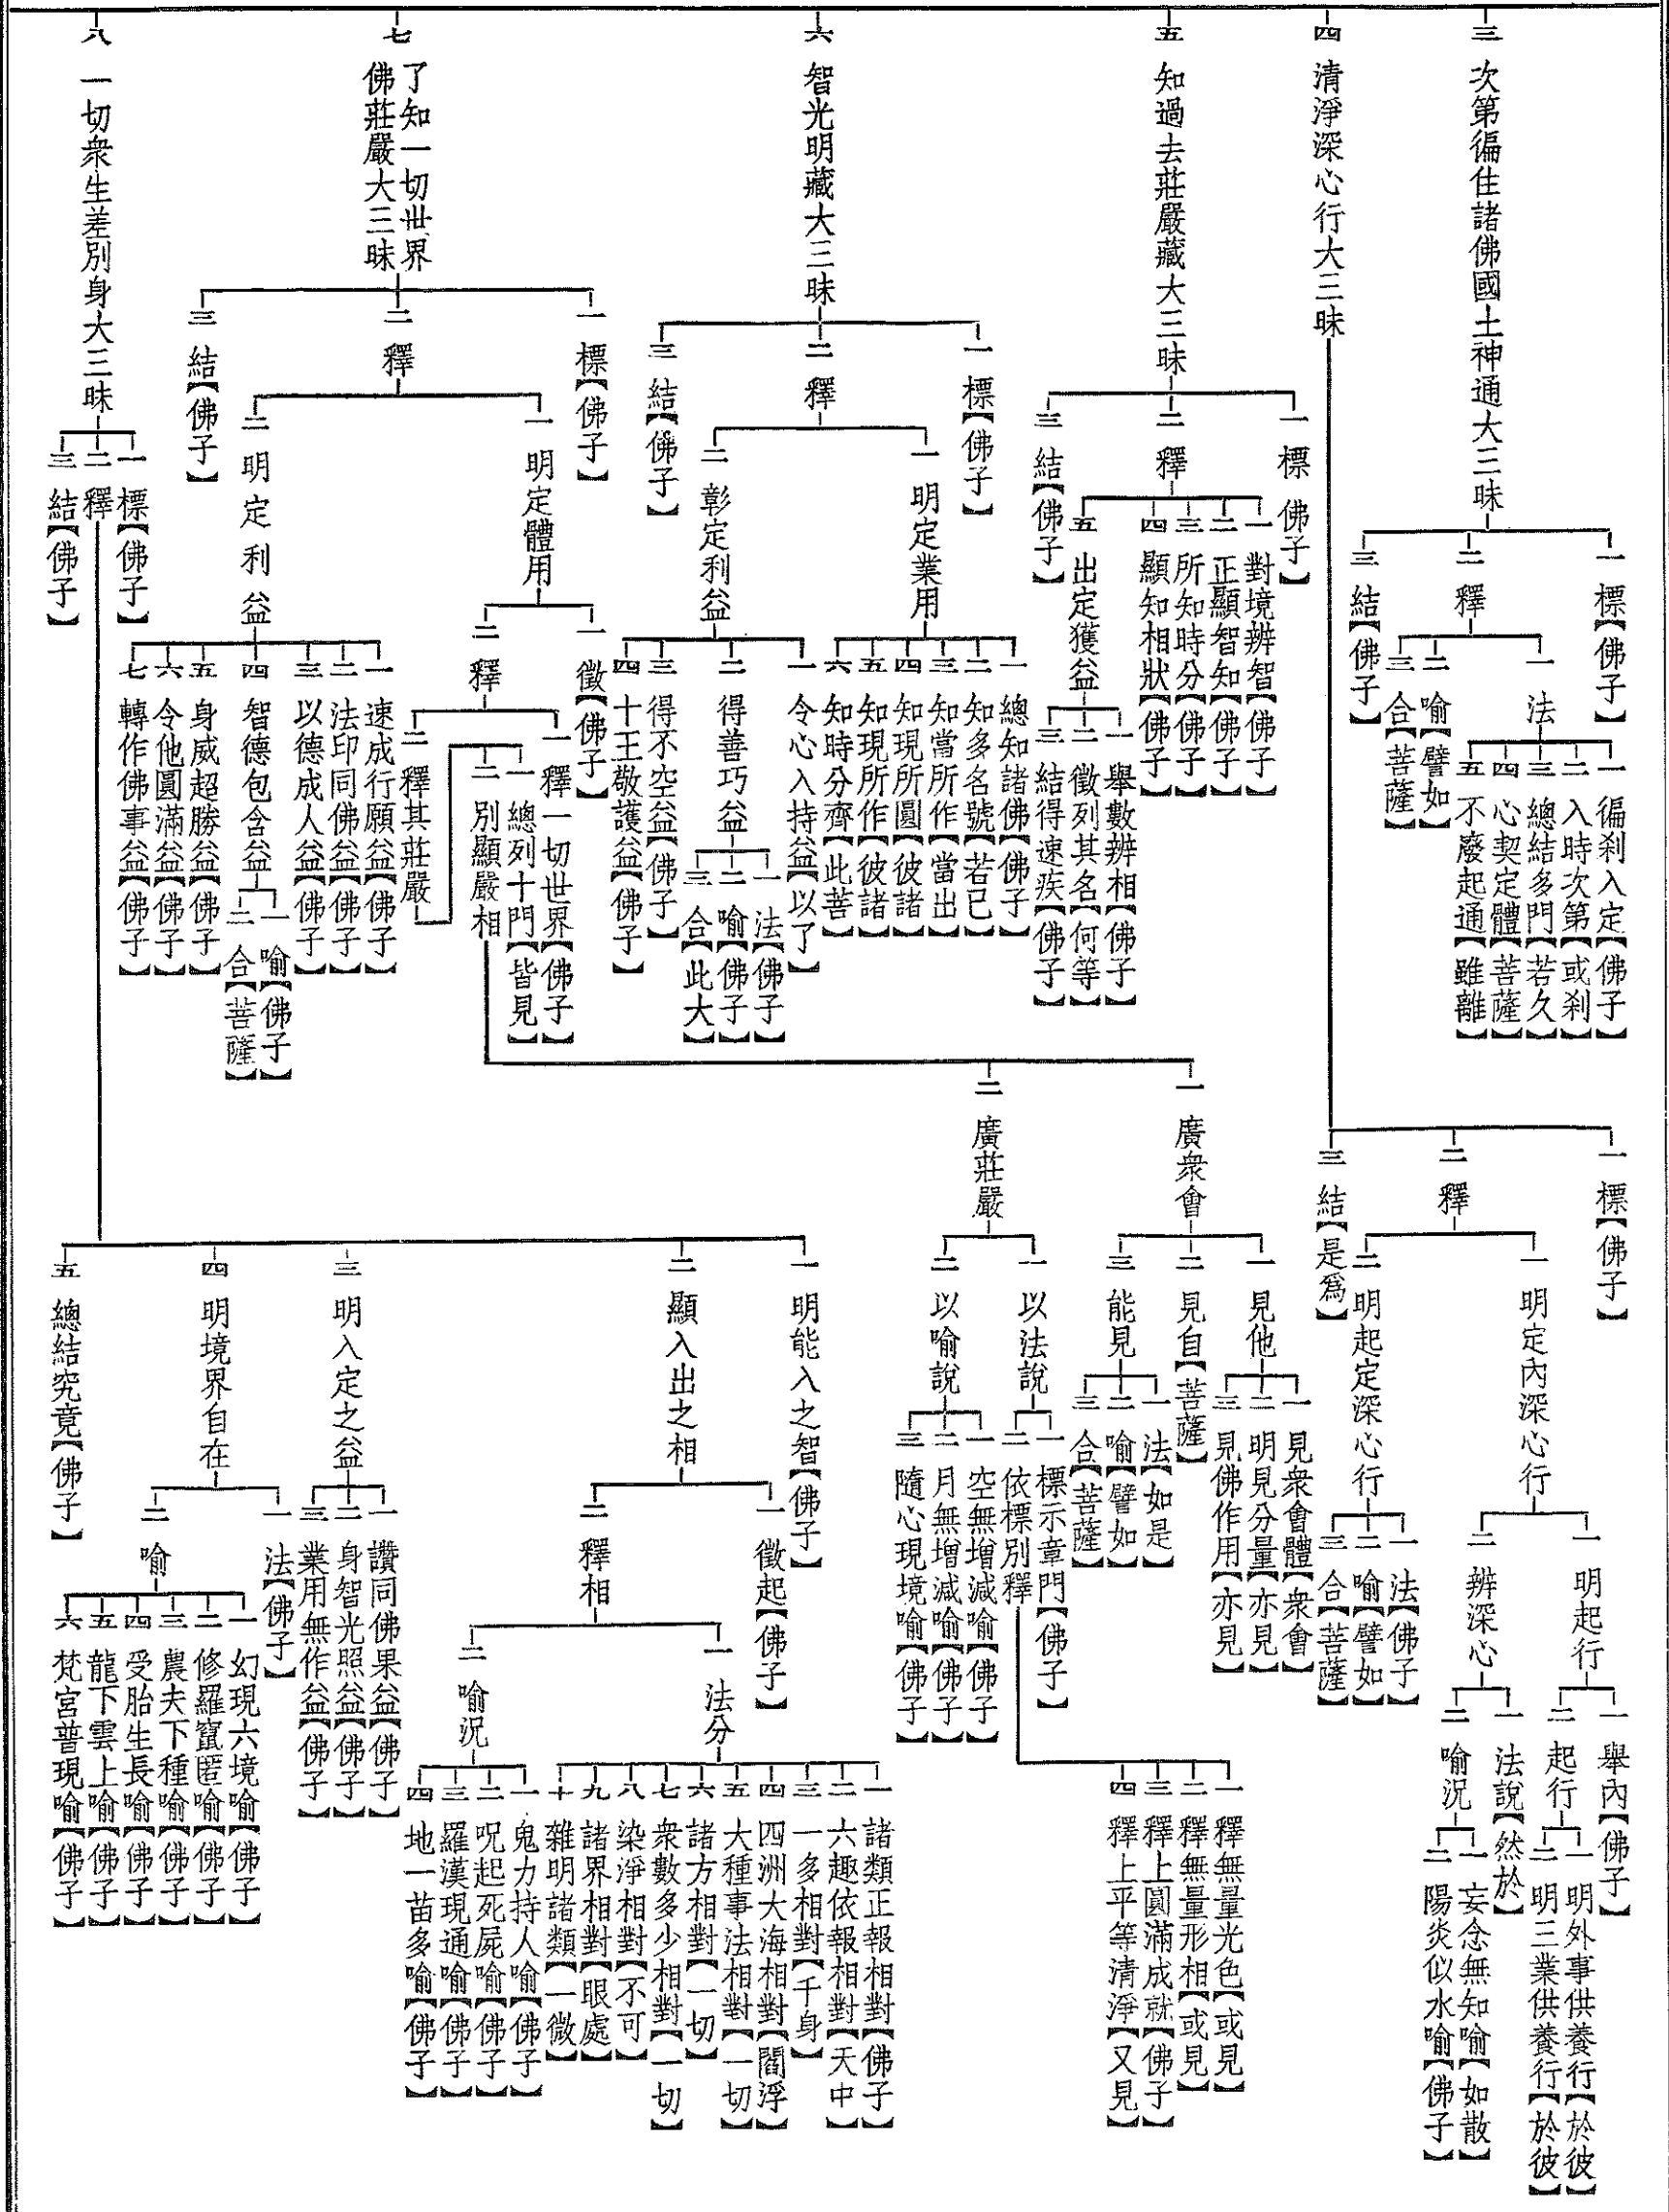 三 次第徧住諸佛國土神通大三昧
一 標【佛子】
二 釋
一 法
一 徧刹入定【佛子】
二 入時次第【或刹】
三 總結多門【若久】
四 心契定體【菩薩】
五 不廢起通【雖離】
二 喻【譬如】
三 合【菩薩】
三 結【佛子】
四 清淨深心行大三昧
一 標【佛子】
二 釋
一 明定內深心行
一 明起行
一 舉內【佛子】
二 起行
一 明外事供養行【於彼】
二 明三業供養行【於彼】
二 辨深心
一 法說【然於】
二 喻況
一 妄念無知喻【如散】
二 陽炎似水喻【佛子】
二 明起定深心行
一 法【佛子】
二 喻【譬如】
三 合【菩薩】
三 結【是爲】
五 知過去莊嚴藏大三昧
一 標 佛子】
二 釋
一 對境辨智【佛子】
二 正顯智知【佛子】
三 所知時分【佛子】
四 顯知相狀【佛子】
五 出定獲益
一 舉數辨相【佛子】
二 徵列其名【何等】
三 結得速疾【佛子】
三 結【佛子】
六 智光明藏大三昧
一 標【佛子】
二 釋
一 明定業用
一 總知諸佛【佛子】
二 知多名號【若已】
三 知當所作【當出】
四 知現所圓【彼諸】
五 知現所作【彼諸】
六 知時分齊【此菩】
二 彰定利益
一 令心入持益【以了】
二 得善巧益
一 法【佛子】
二 喻【佛子】
三 合【此大】
三 得不空益【佛子】
四 十王敬護益【佛子】
三 結【佛子】
七 了知一切世界佛莊嚴大三昧
一 標【佛子】
二 釋
一 明定體用
一 徵【佛子】
二 釋
一 釋一切世界【佛子】
二 釋其莊嚴
一 總列十門【皆見】
二 別顯嚴相
一 廣衆會
一 見他
一 見衆會體【衆會】
二 明見分量【亦見】
三 見佛作用【亦見】
二 見自【菩薩】
三 能見
一 法【如是】
二 喻【譬如】
三 合【菩薩】
二 廣莊嚴
一 以法說
一 標示章門【佛子】
二 依標別釋
一 釋無量光色【或見】
二 釋無量形相【或見】
三 釋上圓滿成就【佛子】
四 釋上平等清淨【又見】
二 以喻說
一 空無增減喻【佛子】
二 月無增減喻【佛子】
三 隨心現境喻【佛子】
二 明定利益
一 速成行願益【佛子】
二 法印同佛益【佛子】
三 以德成人益【佛子】
四 智德包含益
一 喻【佛子】
二 合【菩薩】
五 身威超勝益【佛子】
六 令他圓滿益【佛子】
七 轉作佛事益【佛子】
三 結【佛子】
八 一切衆生差別身大三昧
一 標【佛子】
二 釋
一 明能入之智【佛子】
二 顯入出之相
一 徵起【佛子】
二 釋相
一 法分
一 諸類正報相對【佛子】
二 六趣依報相對【天中】
三 一多相對【千身】
四 四洲大海相對【閻浮】
五 大種事法相對【一切】
六 諸方相對【一切】
七 衆數多少相對【一切】
八 染淨相對【不可】
九 諸界相對【眼處】
十 雜明諸類【一微】
二 喻況
一 鬼力持人喻【佛子】
二 呪起死屍喻【佛子】
三 羅漢現通喻【佛子】
四 地一苗多喻【佛子】
三 明入定之益
一 讚同佛果益【佛子】
二 身智光照益【佛子】
三 業用無作益【佛子】
四 明境界自在
一 法【佛子】
二 喻
一 幻現六境喻【佛子】
二 修羅竄匿喻【佛子】
三 農夫下種喻【佛子】
四 受胎生長喻【佛子】
五 龍下雲上喻【佛子】
六 梵宮普現喻【佛子】
五 總結究竟【佛子】
三 結【佛子】